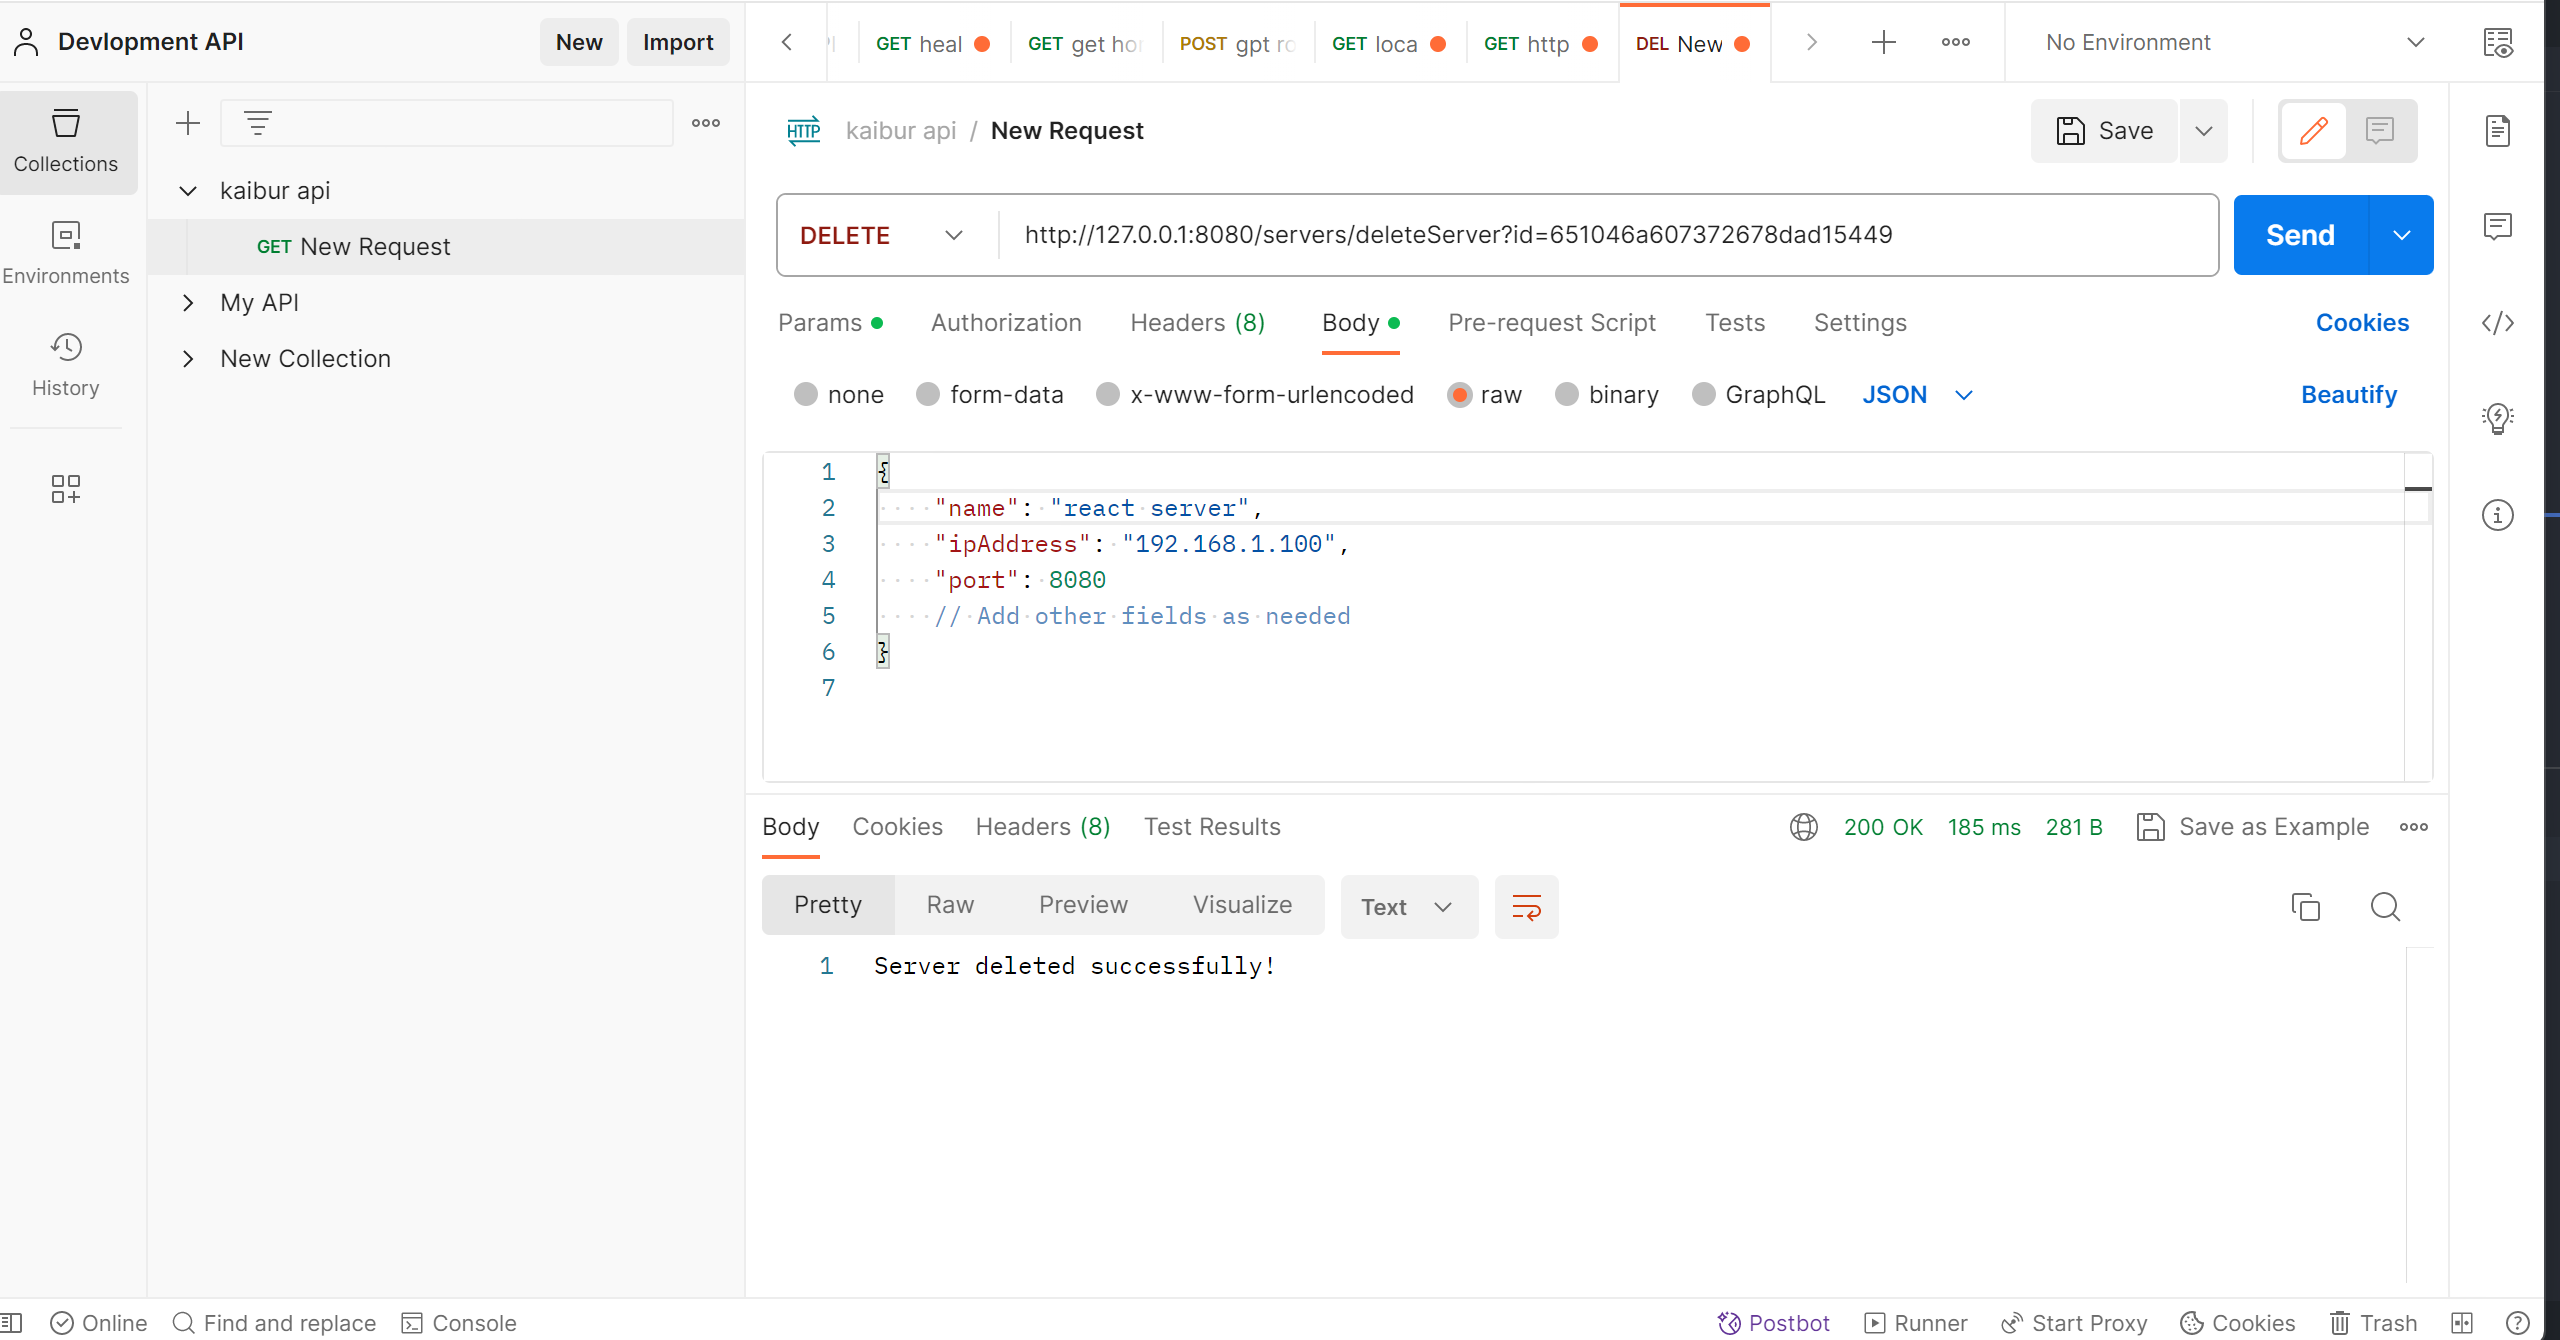 Devlopment API
New
Import
GET heal
GET get hor
POST gpt ro
GET loca
GET http
DEL New
No Environment
Collections
Environments
History
kaibur api
GET New Request
My API
New Collection
HTTP
kaibur api / New Request
Save
DELETE
http://127.0.0.1:8080/servers/deleteServer?id=651046a607372678dad15449
Send
Params
Authorization
Headers (8)
Body
Pre-request Script
Tests
Settings
Cookies
none
form-data
x-www-form-urlencoded
raw
binary
GraphQL
JSON
Beautify
1 {
2 "name": "react server",
3 "ipAddress": "192.168.1.100",
4 "port": 8080
5 // Add other fields as needed
6 }
7
Body
Cookies
Headers (8)
Test Results
200 OK
185 ms
281 B
Save as Example
Pretty
Raw
Preview
Visualize
Text
1 Server deleted successfully!
Online
Find and replace
Console
Postbot
Runner
Start Proxy
Cookies
Trash